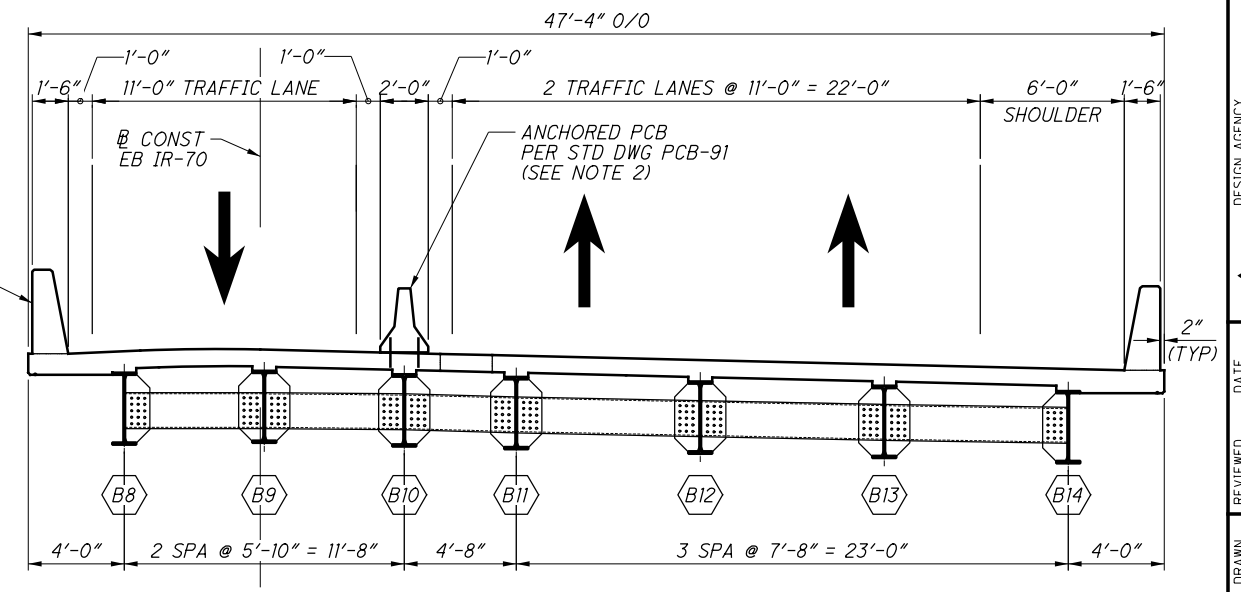 47'-4" O/O
1'-0"
1'-0"
1'-0"
1'-6"
11'-0" TRAFFIC LANE
2'-0"
2 TRAFFIC LANES @ 11'-0" = 22'-0"
6'-0"
SHOULDER
1'-6"
CONST
EB IR-70
ANCHORED PCB
PER STD DWG PCB-91
(SEE NOTE 2)
2"
(TYP)
B8
B9
B10
B11
B12
B13
B14
4'-0"
2 SPA @ 5'-10" = 11'-8"
4'-8"
3 SPA @ 7'-8" = 23'-0"
4'-0"
DESIGN AGENCY
DATE
REVIEWED
DRAWN